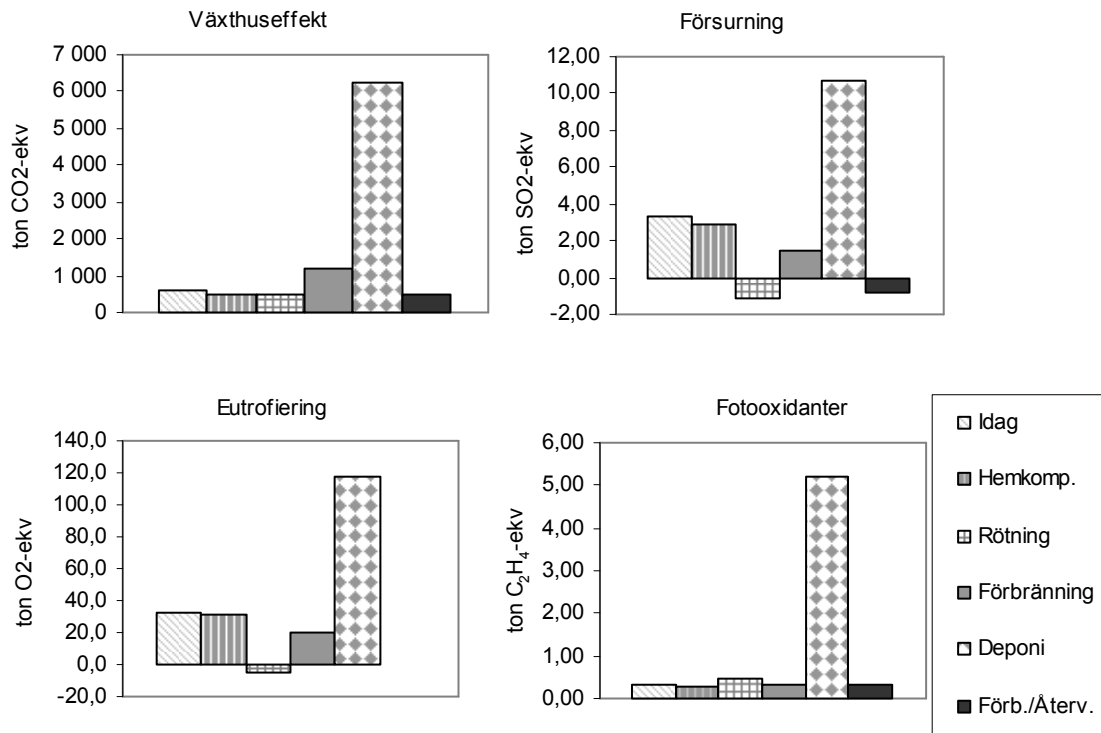 Växthuseffekt
7 000
6 000
5 000
4 000
3 000
2 000
1 000
0
ton CO2-ekv
Försurning
12,00
10,00
8,00
6,00
4,00
2,00
0,00
-2,00
ton SO2-ekv
Eutrofiering
140,0
120,0
100,0
80,0
60,0
40,0
20,0
0,0
-20,0
ton O2-ekv
Fotooxidanter
6,00
5,00
4,00
3,00
2,00
1,00
0,00
ton C₂H₄-ekv
Idag
Hemkomp.
Rötning
Förbränning
Deponi
Förb./Återv.